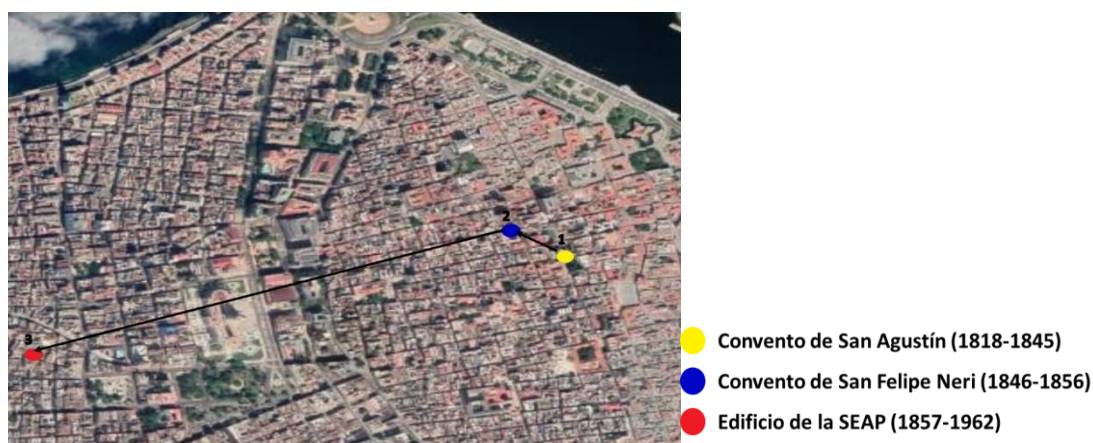 2
1
3
Convento de San Agustín (1818-1845)
Convento de San Felipe Neri (1846-1856)
Edificio de la SEAP (1857-1962)